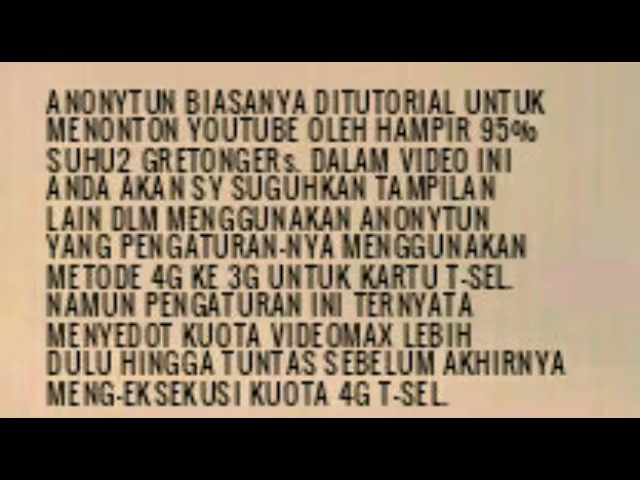 ANONYTUN BIASANYA DITUTORIAL UNTUK
MENONTON YOUTUBE OLEH HAMPIR 95%
SUHU2 GRETONGERs. DALAM VIDEO INI
ANDA AKAN SY SUGUHKAN TAMPILAN
LAIN DLM MENGGUNAKAN ANONYTUN
YANG PENGATURAN-NYA MENGGUNAKAN
METODE 4G KE 3G UNTUK KARTU T-SEL.
NAMUN PENGATURAN INI TERNYATA
MENYEDOT KUOTA VIDEOMAX LEBIH
DULU HINGGA TUNTAS SEBELUM AKHIRNYA
MENG-EKSEKUSI KUOTA 4G T-SEL.